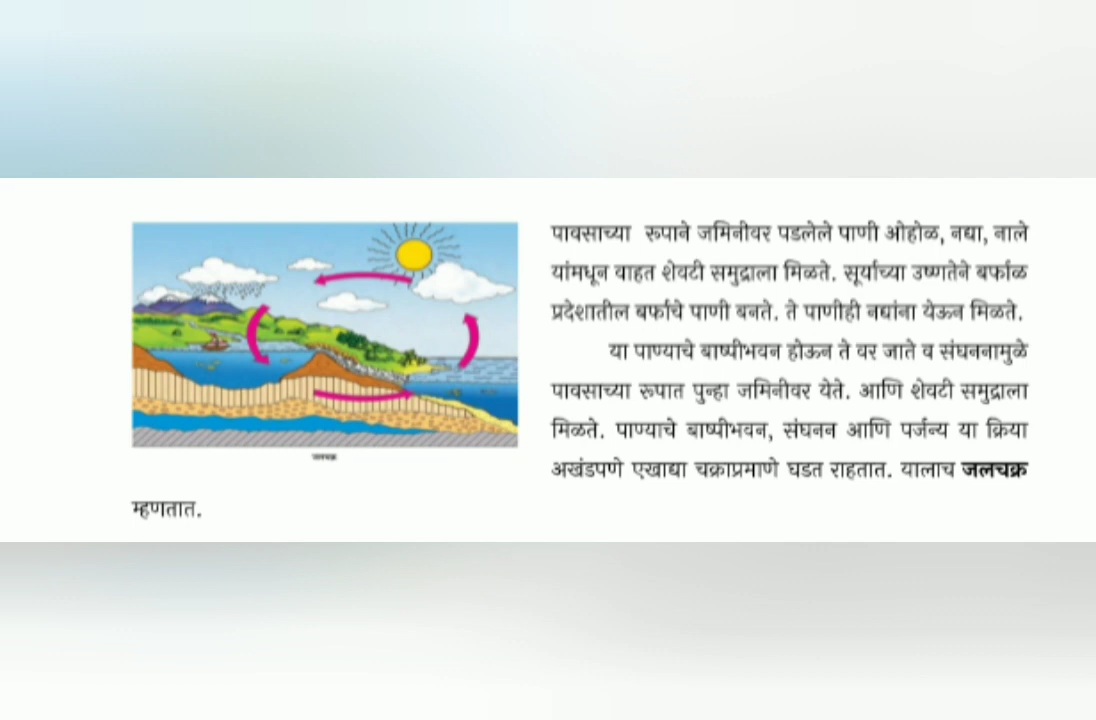 पावसाच्या रूपाने जमिनीवर पडलेले पाणी ओहोळ, नद्या, नाले
यांमधून वाहत शेवटी समुद्राला मिळते. सूर्याच्या उष्णतेने बर्फाळ
प्रदेशातील बर्फाचे पाणी बनते. ते पाणीही नद्यांना येऊन मिळते.
या पाण्याचे बाष्पीभवन होऊन ते वर जाते व संघननामुळे
पावसाच्या रूपात पुन्हा जमिनीवर येते. आणि शेवटी समुद्राला
मिळते. पाण्याचे बाष्पीभवन, संघनन आणि पर्जन्य या क्रिया
अखंडपणे एखाद्या चक्राप्रमाणे घडत राहतात. यालाच जलचक्र
म्हणतात.
जलचक्र